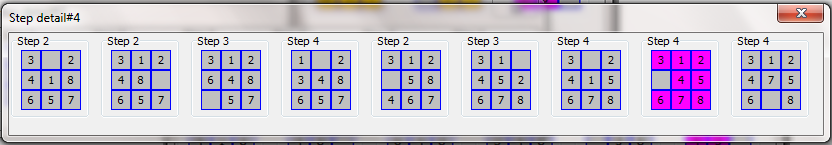 Step detail#4
Step 2 Step 2 Step 3 Step 4 Step 2 Step 3 Step 4 Step 4 Step 4
3 2 3 1 2 3 1 2 1 2 3 1 2 3 1 2 3 2 3 1 2 3 1 2
4 1 8 4 8 6 4 8 3 4 8 5 8 4 5 2 4 1 5 4 5 4 7 5
6 5 7 6 5 7 5 7 6 5 7 4 6 7 6 7 8 6 7 8 6 7 8 6 8